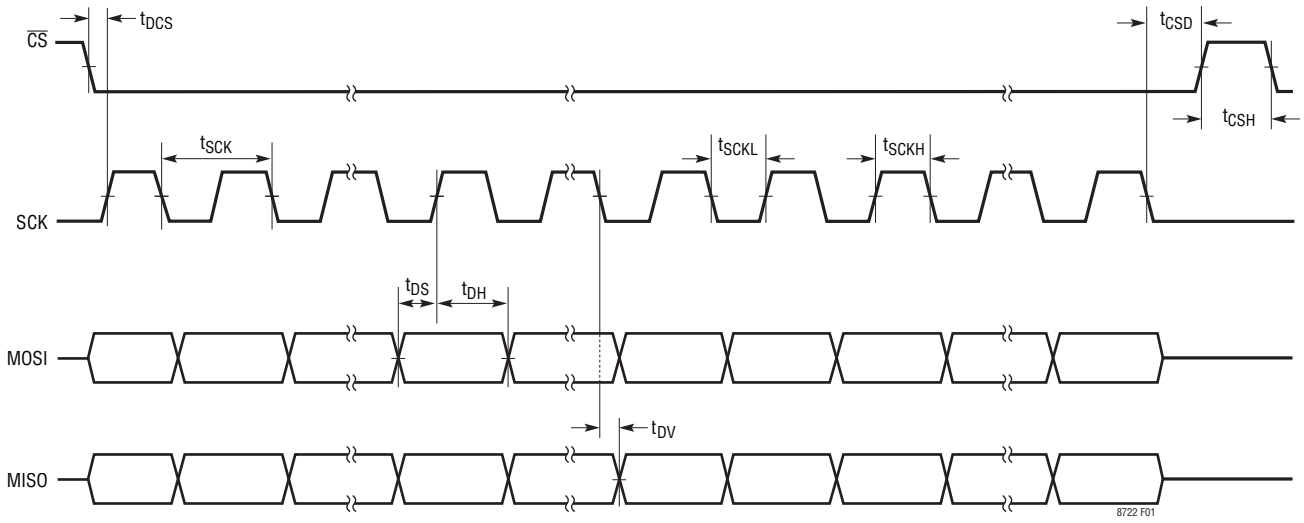 tDCS
tCSD
CS
tCSH
tSCK
tSCKL
tSCKH
SCK
tDS
tDH
MOSI
tDV
MISO
8722 F01